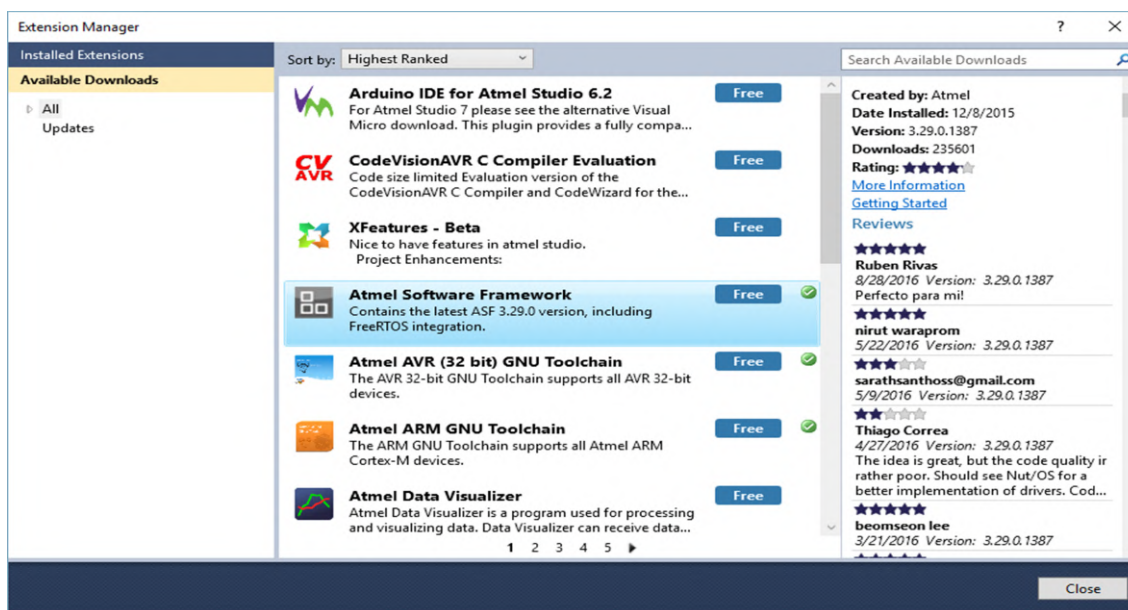 Extension Manager
?
Installed Extensions
Available Downloads
All
Updates
Sort by: Highest Ranked
Arduino IDE for Atmel Studio 6.2
Free
For Atmel Studio 7 please see the alternative Visual
Micro download. This plugin provides a fully compa...
CV
AVR
CodeVisionAVR C Compiler Evaluation
Free
Code size limited Evaluation version of the
CodeVisionAVR C Compiler and CodeWizard for the...
XFeatures - Beta
Free
Nice to have features in atmel studio.
Project Enhancements:
Atmel Software Framework
Free
Contains the latest ASF 3.29.0 version, including
FreeRTOS integration.
Atmel AVR (32 bit) GNU Toolchain
Free
The AVR 32-bit GNU Toolchain supports all AVR 32-bit
devices.
Atmel ARM GNU Toolchain
Free
The ARM GNU Toolchain supports all Atmel ARM
Cortex-M devices.
Atmel Data Visualizer
Free
Atmel Data Visualizer is a program used for processing
and visualizing data. Data Visualizer can receive data...
1 2 3 4 5
Search Available Downloads
Created by: Atmel
Date Installed: 12/8/2015
Version: 3.29.0.1387
Downloads: 235601
Rating:
More Information
Getting Started
Reviews
Ruben Rivas
8/28/2016 Version: 3.29.0.1387
Perfecto para mi!
nirut waraprom
5/22/2016 Version: 3.29.0.1387
sarathsanthoss@gmail.com
5/9/2016 Version: 3.29.0.1387
Thiago Correa
4/27/2016 Version: 3.29.0.1387
The idea is great, but the code quality ir
rather poor. Should see Nut/OS for a
better implementation of drivers. Cod...
beomseon lee
3/21/2016 Version: 3.29.0.1387
Close